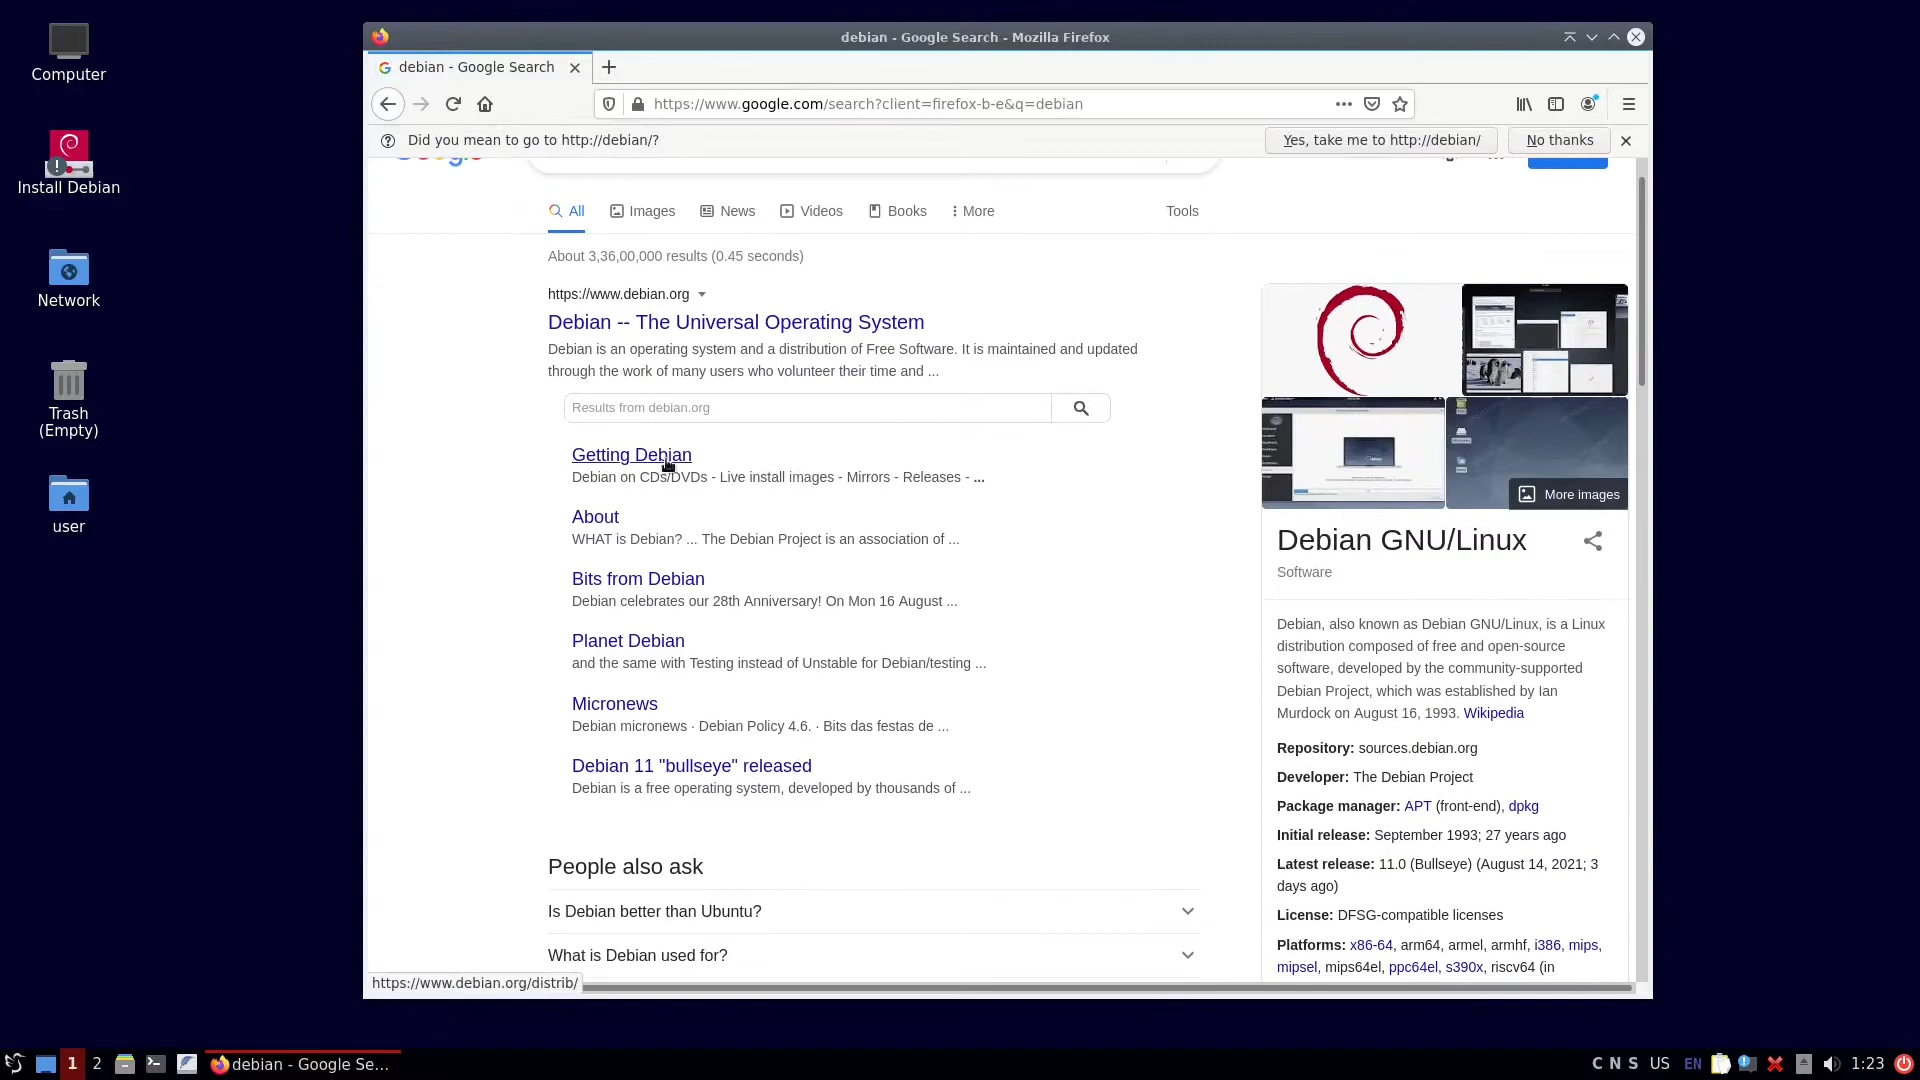 Computer
Install Debian
Network
Trash
(Empty)
user
debian - Google Search - Mozilla Firefox
debian - Google Search
https://www.google.com/search?client=firefox-b-e&q=debian
Did you mean to go to http://debian/?
Yes, take me to http://debian/
No thanks
All
Images
News
Videos
Books
More
Tools
About 3,36,00,000 results (0.45 seconds)
https://www.debian.org
Debian -- The Universal Operating System
Debian is an operating system and a distribution of Free Software. It is maintained and updated
through the work of many users who volunteer their time and ...
Results from debian.org
Getting Debian
Debian on CDs/DVDs - Live install images - Mirrors - Releases - ...
About
WHAT is Debian? ... The Debian Project is an association of ...
Bits from Debian
Debian celebrates our 28th Anniversary! On Mon 16 August ...
Planet Debian
and the same with Testing instead of Unstable for Debian/testing ...
Micronews
Debian micronews · Debian Policy 4.6. · Bits das festas de ...
Debian 11 "bullseye" released
Debian is a free operating system, developed by thousands of ...
People also ask
Is Debian better than Ubuntu?
What is Debian used for?
https://www.debian.org/distrib/
More images
Debian GNU/Linux
Software
Debian, also known as Debian GNU/Linux, is a Linux
distribution composed of free and open-source
software, developed by the community-supported
Debian Project, which was established by Ian
Murdock on August 16, 1993. Wikipedia
Repository: sources.debian.org
Developer: The Debian Project
Package manager: APT (front-end), dpkg
Initial release: September 1993; 27 years ago
Latest release: 11.0 (Bullseye) (August 14, 2021; 3
days ago)
License: DFSG-compatible licenses
Platforms: x86-64, arm64, armel, armhf, i386, mips,
mipsel, mips64el, ppc64el, s390x, riscv64 (in
1
2
debian - Google Se...
C N S
US
EN
1:23